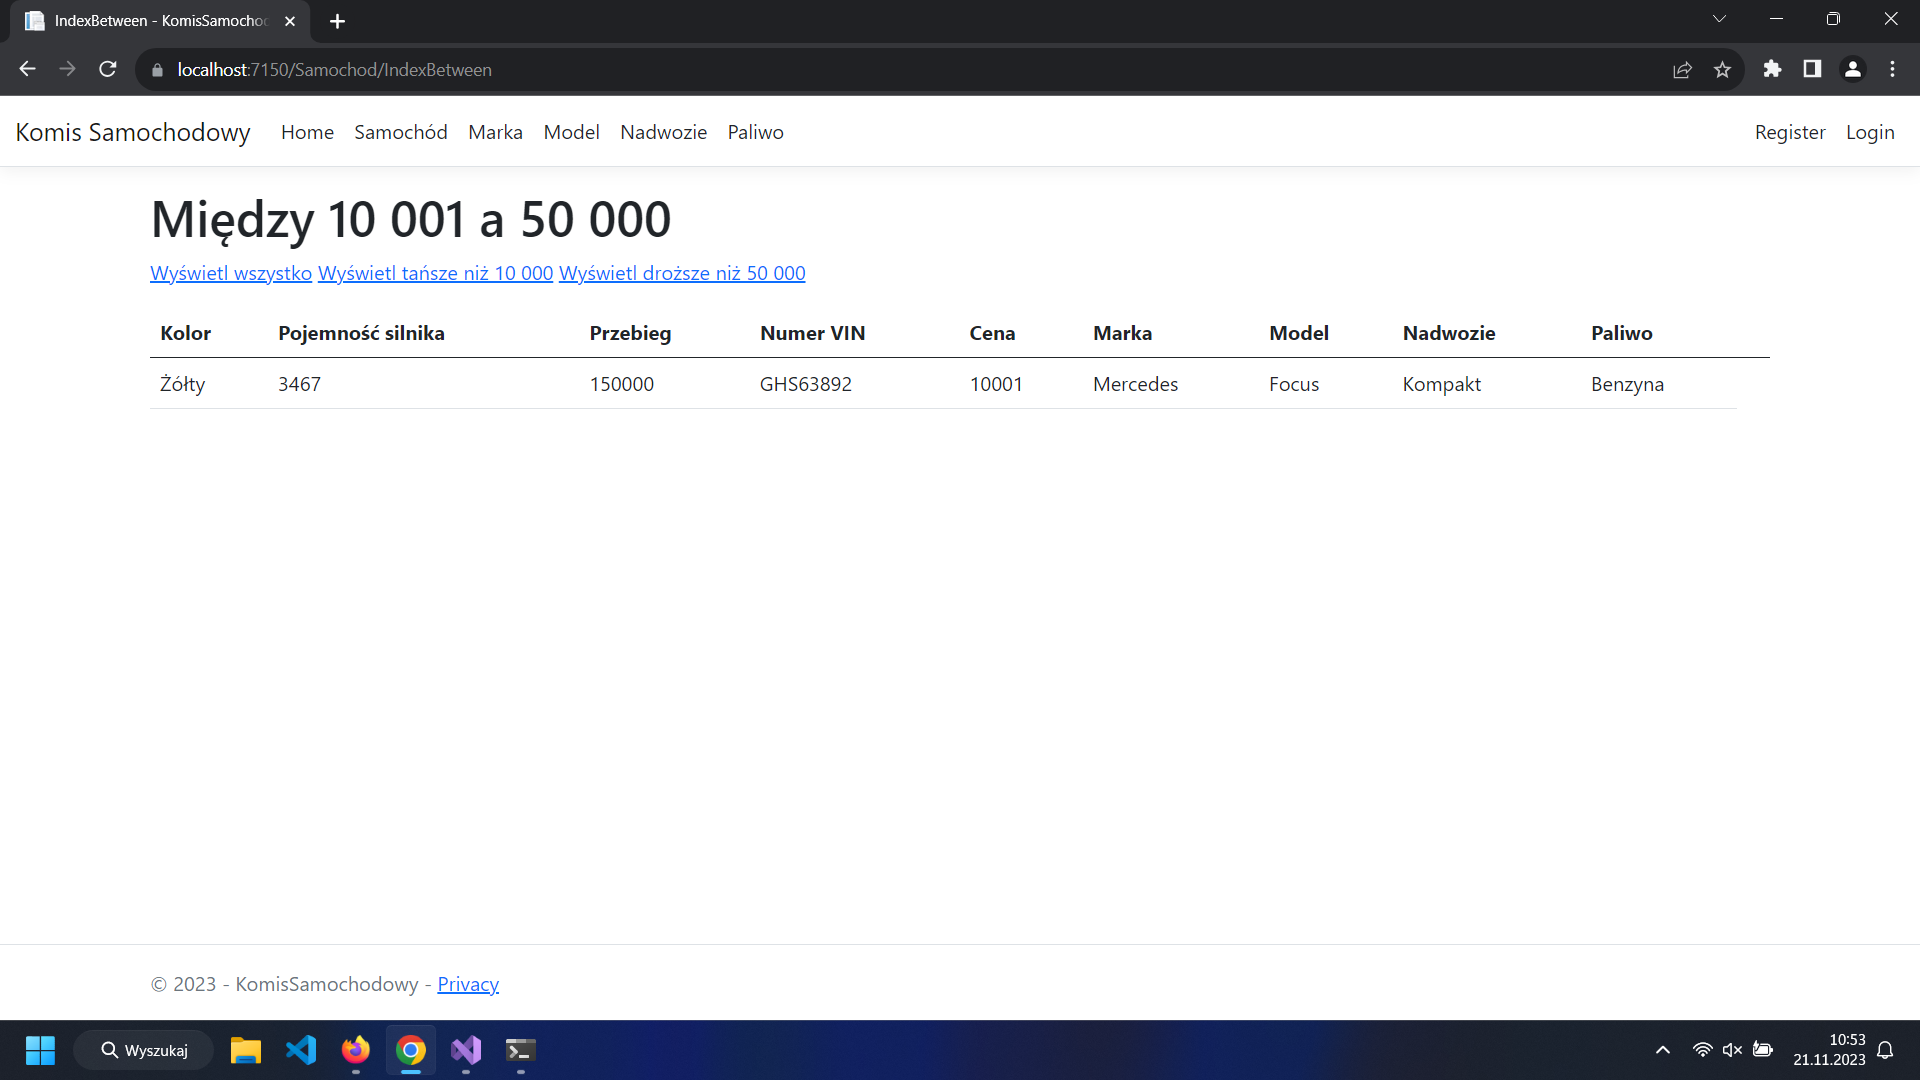 IndexBetween - KomisSamochod
localhost:7150/Samochod/IndexBetween
Komis Samochodowy Home Samochód Marka Model Nadwozie Paliwo Register Login
Między 10 001 a 50 000
Wyświetl wszystko Wyświetl tańsze niż 10 000 Wyświetl droższe niż 50 000
Kolor Pojemność silnika Przebieg Numer VIN Cena Marka Model Nadwozie Paliwo
Żółty 3467 150000 GHS63892 10001 Mercedes Focus Kompakt Benzyna
© 2023 - KomisSamochodowy - Privacy
Wyszukaj
10:53
21.11.2023